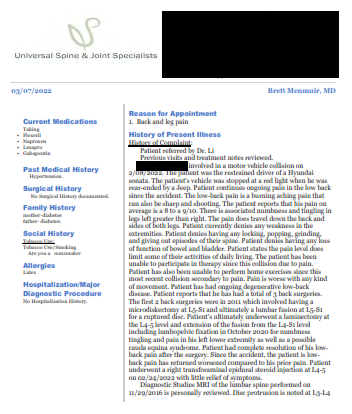 Universal Spine & Joint Specialists
03/07/2022
Brett Menmuir, MD
Current Medications
Taking
• Flexeril
• Naproxen
• Lexapro
• Gabapentin
Past Medical History
Hypertension.
Surgical History
No Surgical History documented.
Family History
mother-diabetes
father- diabetes.
Social History
Tobacco Use:
Tobacco Use/Smoking
Are you a nonsmoker
Allergies
Latex
Hospitalization/Major
Diagnostic Procedure
No Hospitalization History.
Reason for Appointment
1. Back and leg pain
History of Present Illness
History of Complaint:
Patient referred by Dr. Li
Previous visits and treatment notes reviewed.
involved in a motor vehicle collision on
2/08/2022. The patient was the restrained driver of a Hyundai
sonata. The patient's vehicle was stopped at a red light when he was
rear-ended by a Jeep. Patient continues ongoing pain in the low back
since the accident. The low-back pain is a burning aching pain that
can also be sharp and shooting. The patient reports that his pain on
average is a 8 to a 9/10. There is associated numbness and tingling in
legs left greater than right. The pain does travel down the back and
sides of both legs. Patient currently denies any weakness in the
extremities. Patient denies having any locking, popping, grinding,
and giving out episodes of their spine. Patient denies having any loss
of function of bowel and bladder. Patient states the pain level does
limit some of their activities of daily living. The patient has been
unable to participate in therapy since this collision due to pain.
Patient has also been unable to perform home exercises since this
most recent collision secondary to pain. Pain is worse with any kind
of movement. Patient has had ongoing degenerative low-back
disease. Patient reports that he has had a total of 3 back surgeries.
The first 2 back surgeries were in 2011 which involved having a
microdiskectomy at L5-S1 and ultimately a lumbar fusion at L5-S1
for a ruptured disc. Patient's ultimately underwent a laminectomy at
the L4-5 level and extension of the fusion from the L4-S1 level
including lumbopelvic fixation in October 2020 for numbness
tingling and pain in his left lower extremity as well as a possible
cauda equina syndrome. Patient had complete resolution of his low-
back pain after the surgery. Since the accident, the patient is low-
back pain has returned worsened compared to his prior pain. Patient
underwent a right transforaminal epidural steroid injection at L4-5
on 02/24/2022 with little relief of symptoms.
Diagnostic Studies MRI of the lumbar spine performed on
11/29/2016 is personally reviewed. Disc protrusion is noted at L3-L4